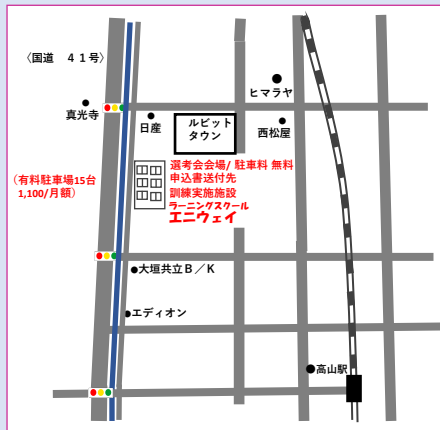 〈国道　４１号〉
ヒマラヤ
真光寺
日産
ルビット
タウン
西松屋
選考会会場/ 駐車料 無料
申込書送付先
訓練実施施設
ラーニングスクール
エニウェイ
（有料駐車場15台
1,100/月額）
大垣共立Ｂ／Ｋ
エディオン
高山駅